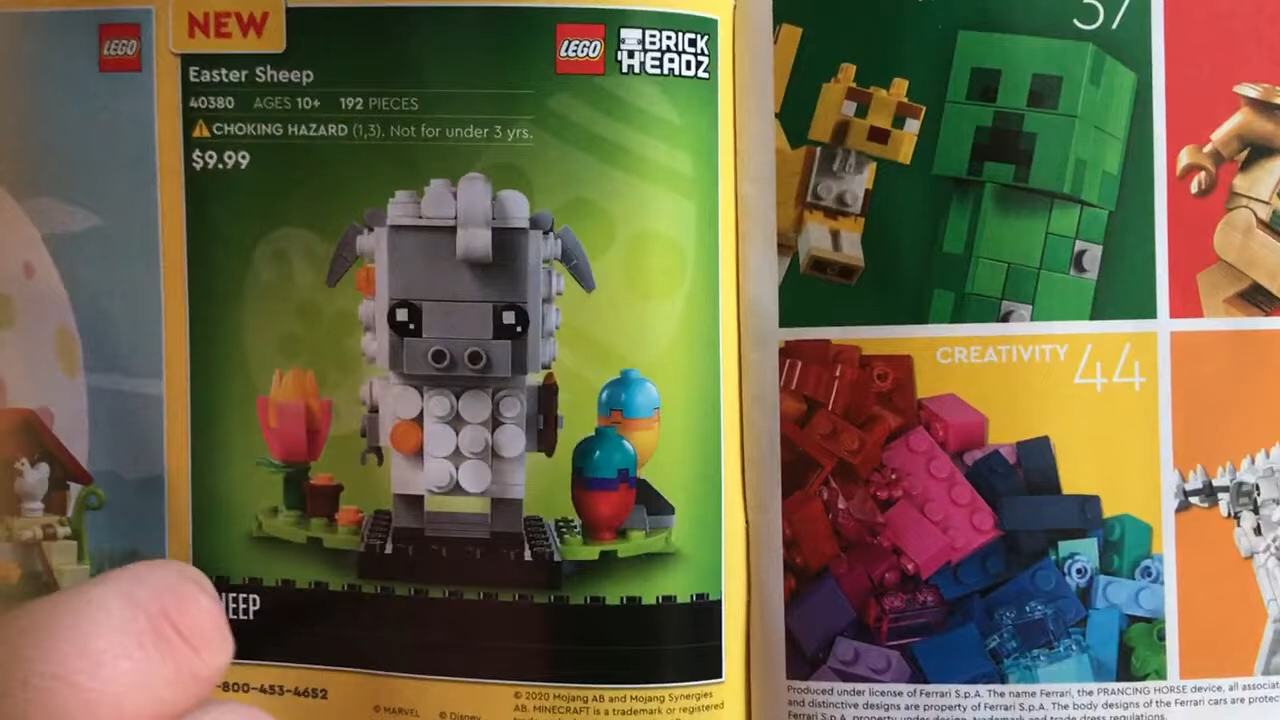 LEGO
NEW
LEGO BRICK HEADZ
Easter Sheep
40380 AGES 10+ 192 PIECES
CHOKING HAZARD (1,3). Not for under 3 yrs.
$9.99
-800-453-4652
© MARVEL © Disney
© 2020 Mojang AB and Mojang Synergies
AB. MINECRAFT is a trademark or registered
37
CREATIVITY 44
Produced under license of Ferrari S.p.A. The name Ferrari, the PRANCING HORSE device, all
and distinctive designs are property of Ferrari S.p.A. The body designs of the Ferrari cars are
Ferrari S.p.A. property under design, trademark and trade dress regulations.